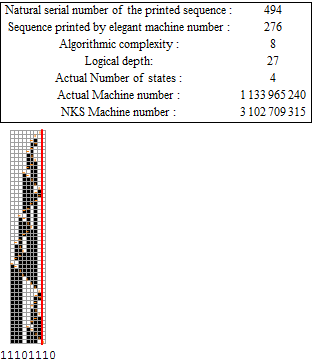 Natural serial number of the printed sequence : 494
Sequence printed by elegant machine number : 276
Algorithmic complexity : 8
Logical depth: 27
Actual Number of states : 4
Actual Machine number : 1 133 965 240
NKS Machine number : 3 102 709 315
11101110